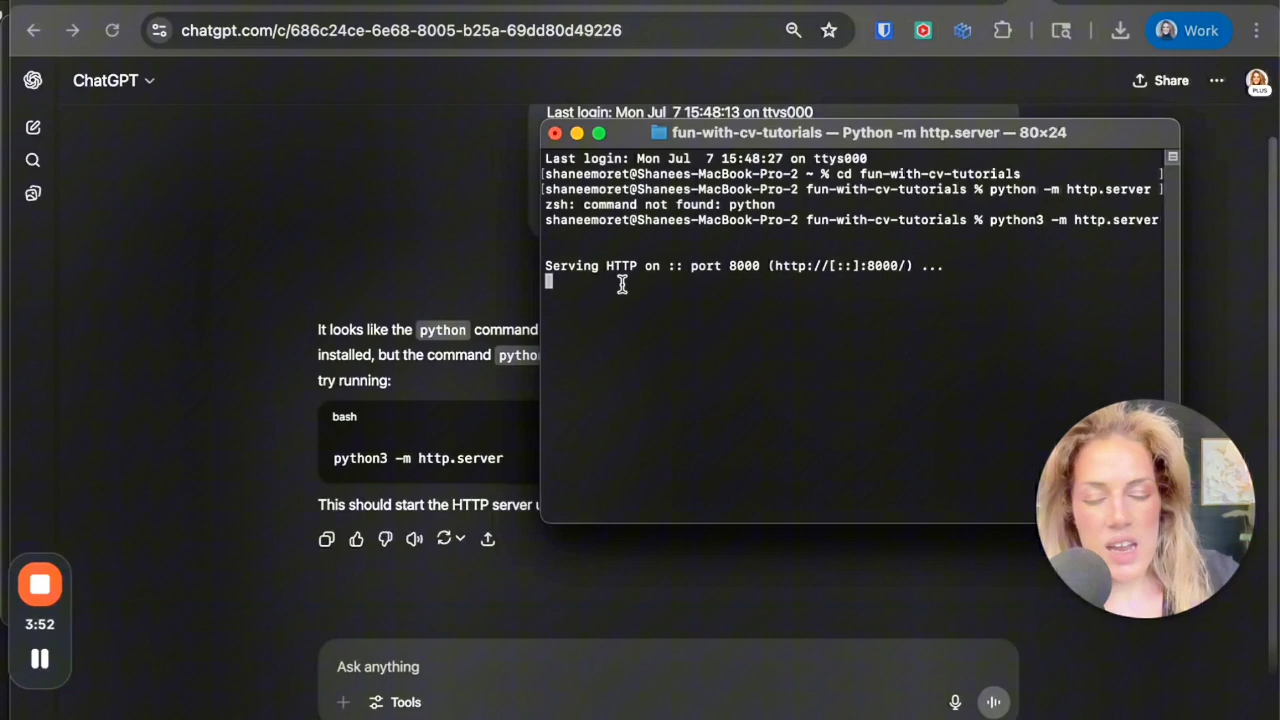 chatgpt.com/c/686c24ce-6e68-8005-b25a-69dd80d49226
Work
ChatGPT
Share
PLUS
Last login: Mon Jul  7 15:48:13 on ttys000
fun-with-cv-tutorials — Python -m http.server — 80×24
Last login: Mon Jul  7 15:48:27 on ttys000
[shaneemoret@Shanees-MacBook-Pro-2 ~ % cd fun-with-cv-tutorials ]
[shaneemoret@Shanees-MacBook-Pro-2 fun-with-cv-tutorials % python -m http.server ]
zsh: command not found: python
shaneemoret@Shanees-MacBook-Pro-2 fun-with-cv-tutorials % python3 -m http.server
Serving HTTP on :: port 8000 (http://[::]:8000/) ...
It looks like the python command
installed, but the command
try running:
bash
python3 -m http.server
This should start the HTTP server
3:52
Ask anything
Tools